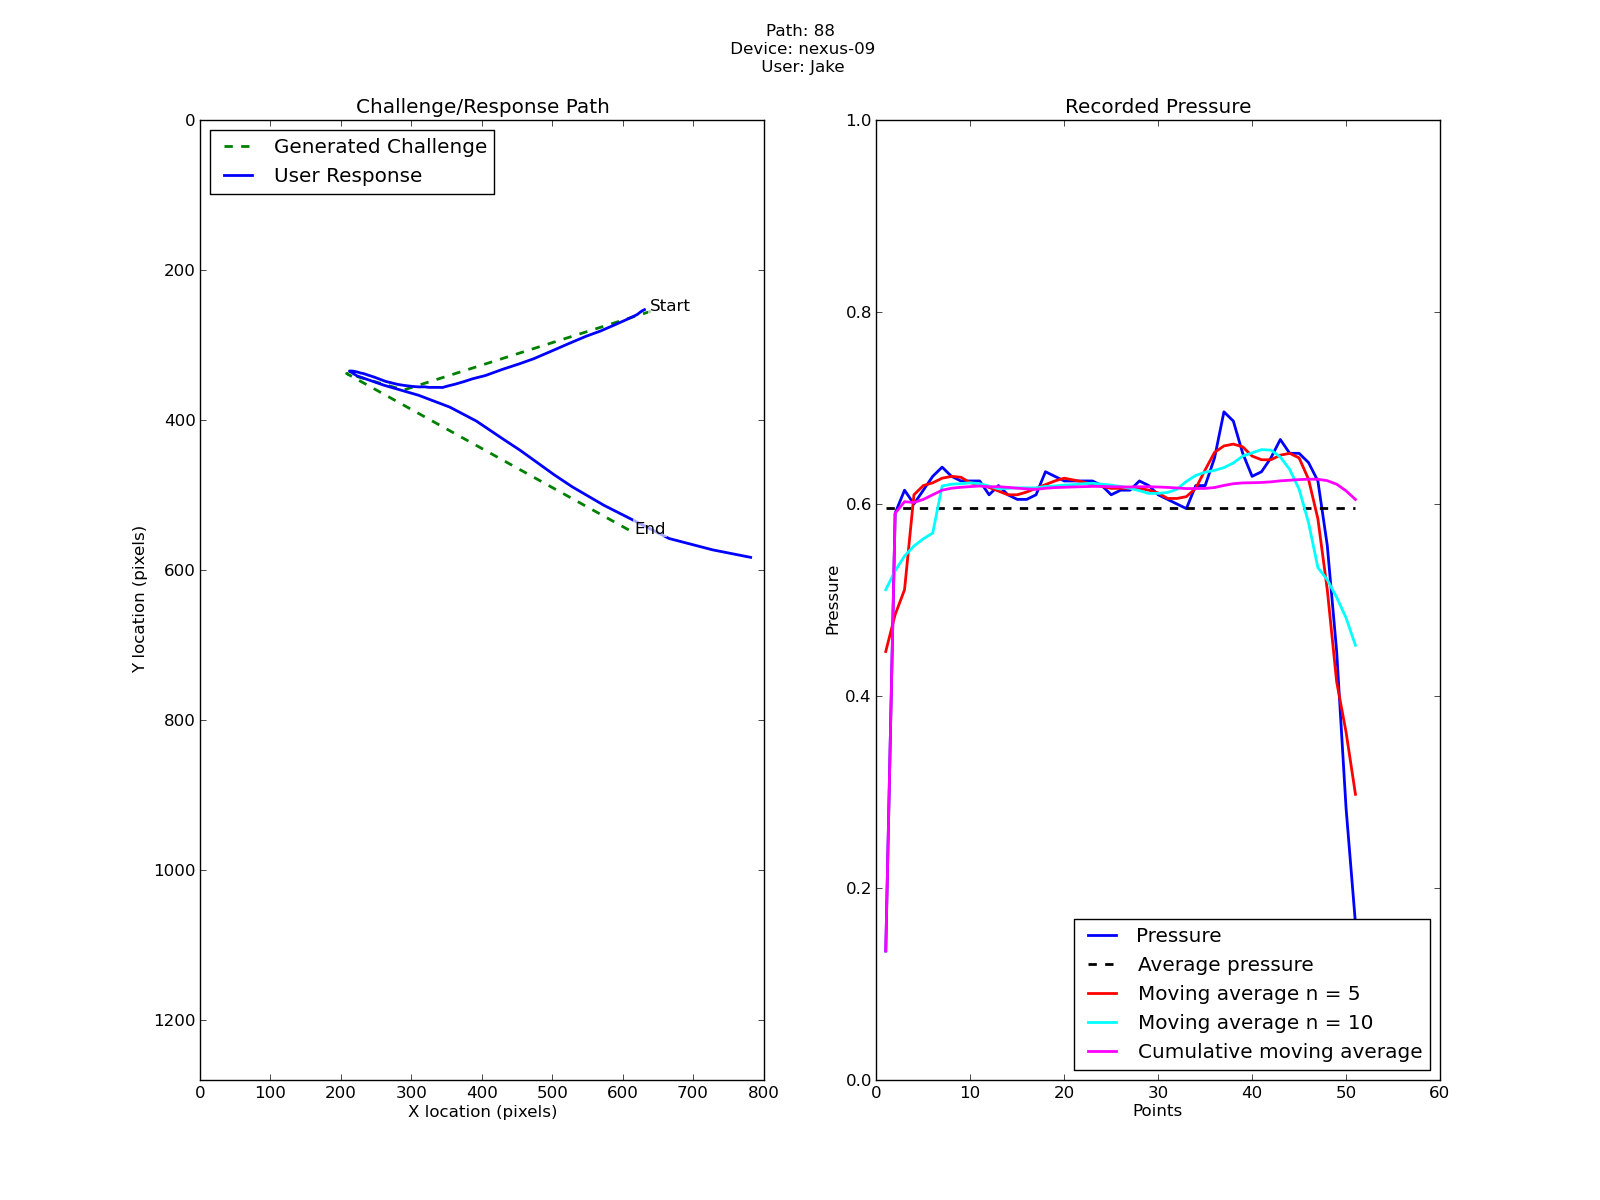 Path: 88
Device: nexus-09
User: Jake
Challenge/Response Path
Generated Challenge
User Response
Start
End
0
200
400
600
800
1000
1200
Y location (pixels)
0 100 200 300 400 500 600 700 800
X location (pixels)
Recorded Pressure
1.0
0.8
0.6
0.4
0.2
0.0
Pressure
Pressure
Average pressure
Moving average n = 5
Moving average n = 10
Cumulative moving average
0 10 20 30 40 50 60
Points